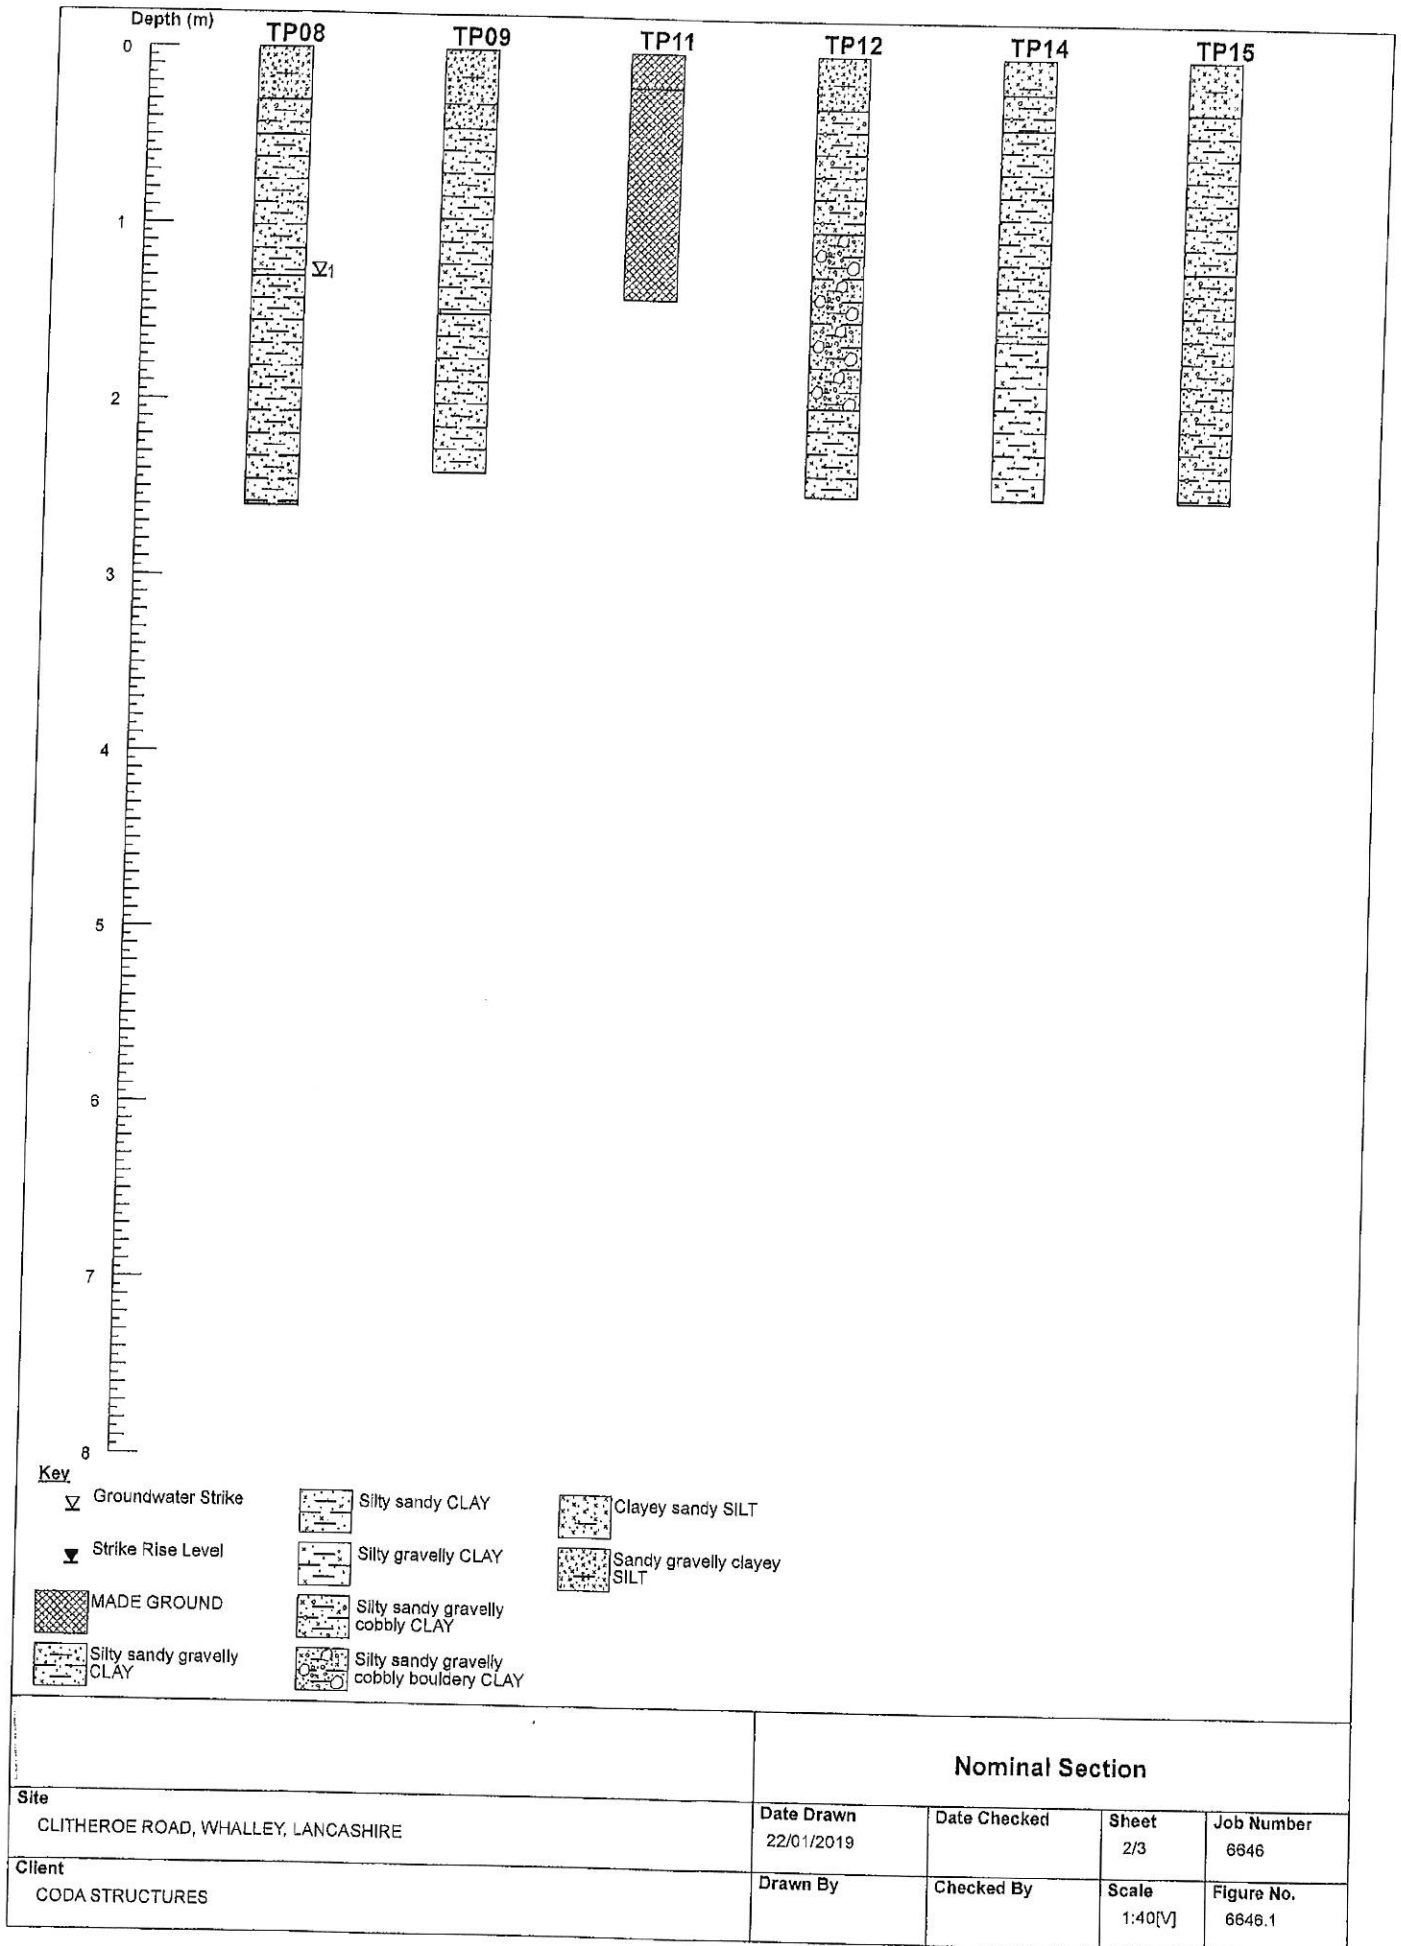 Depth (m)
TP08 TP09 TP11 TP12 TP14 TP15
0
1
1
2
3
4
5
6
7
8
Key
Groundwater Strike
Strike Rise Level
MADE GROUND
Silty sandy gravelly
CLAY
Silty sandy CLAY
Silty gravelly CLAY
Silty sandy gravelly
cobbly CLAY
Silty sandy gravelly
cobbly bouldery CLAY
Clayey sandy SILT
Sandy gravelly clayey
SILT
Nominal Section
Site
CLITHEROE ROAD, WHALLEY, LANCASHIRE
Date Drawn
22/01/2019
Date Checked
Sheet
2/3
Job Number
6646
Client
CODA STRUCTURES
Drawn By
Checked By
Scale
1:40[V]
Figure No.
6646.1